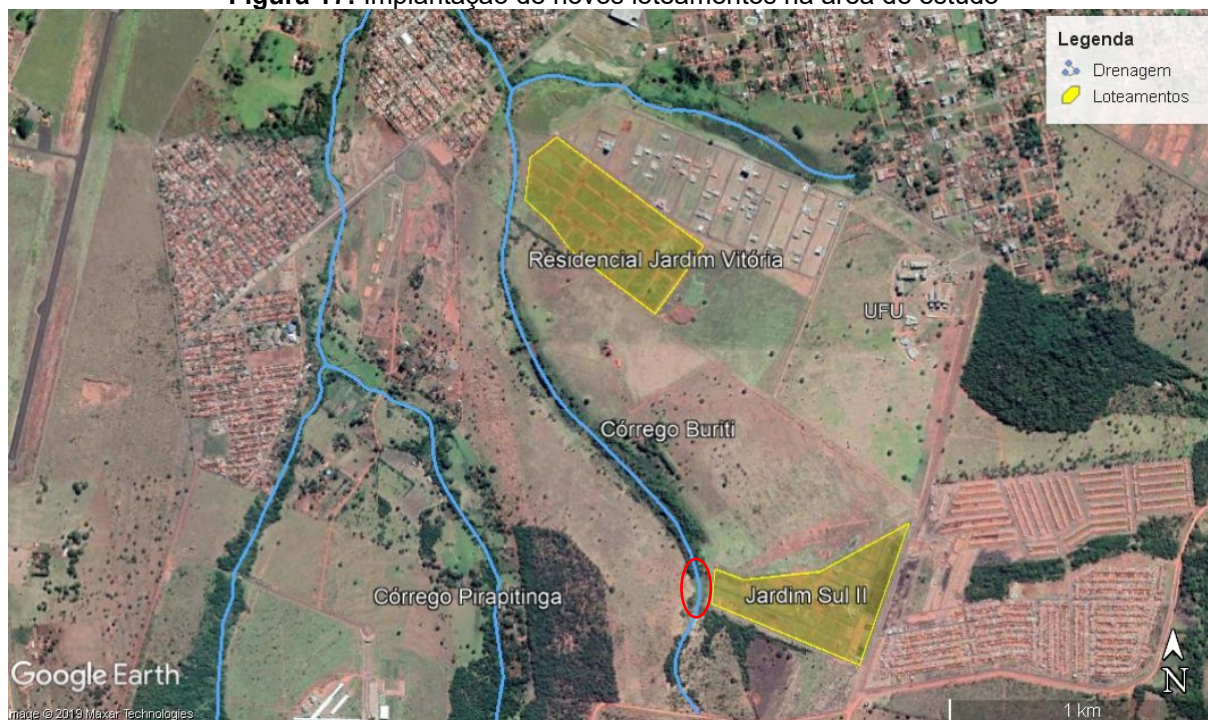 Figura 17: Implantação de novos loteamentos na área de estudo
Legenda
Drenagem
Loteamentos
Residencial Jardim Vitória
UFU
Córrego Buriti
Córrego Pirapitinga
Jardim Sul II
Google Earth
N
Image © 2019 Maxar Technologies
1 km